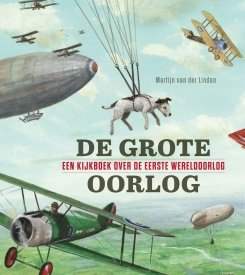 Martijn van der Linden
DE GROTE
EEN KIJKBOEK OVER DE EERSTE WERELDOORLOG
OORLOG